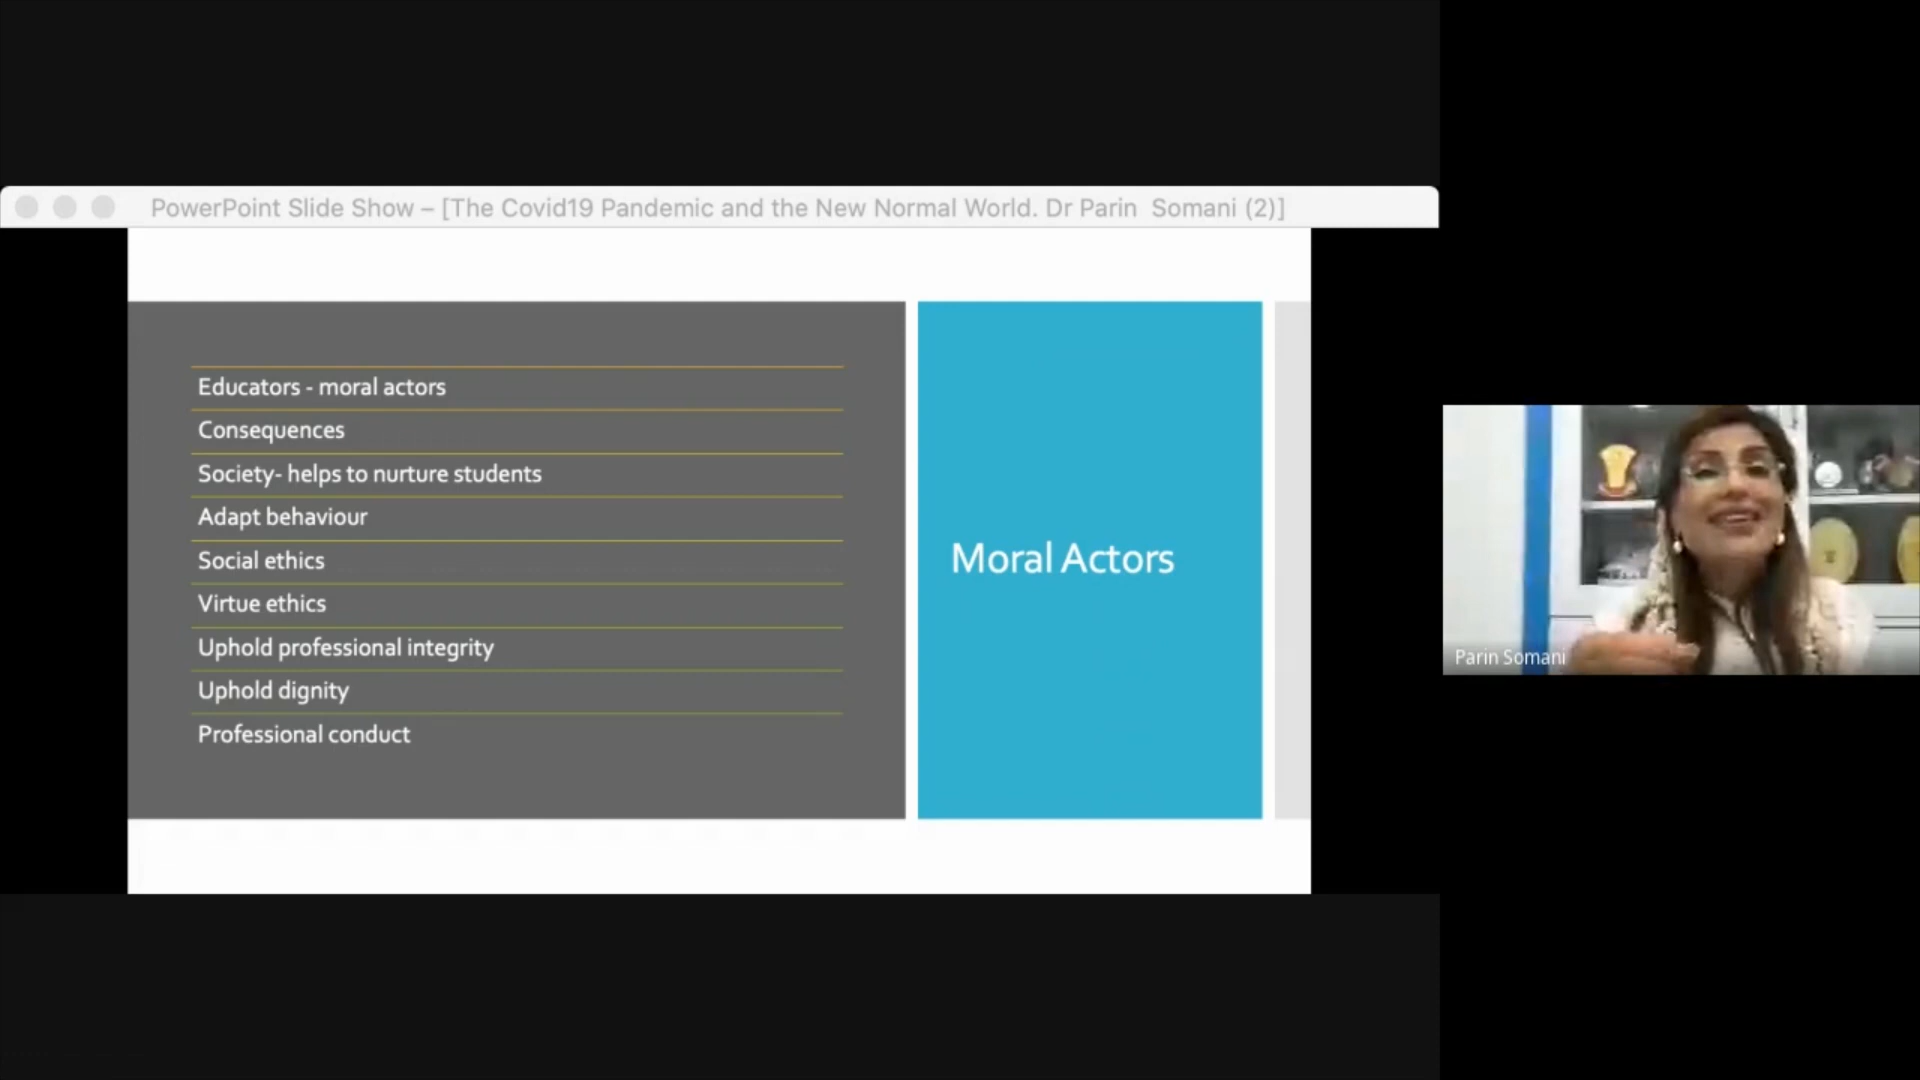 PowerPoint Slide Show – [The Covid19 Pandemic and the New Normal World. Dr Parin  Somani (2)]
Educators - moral actors
Consequences
Society- helps to nurture students
Adapt behaviour
Social ethics
Virtue ethics
Uphold professional integrity
Uphold dignity
Professional conduct
Moral Actors
Parin Somani